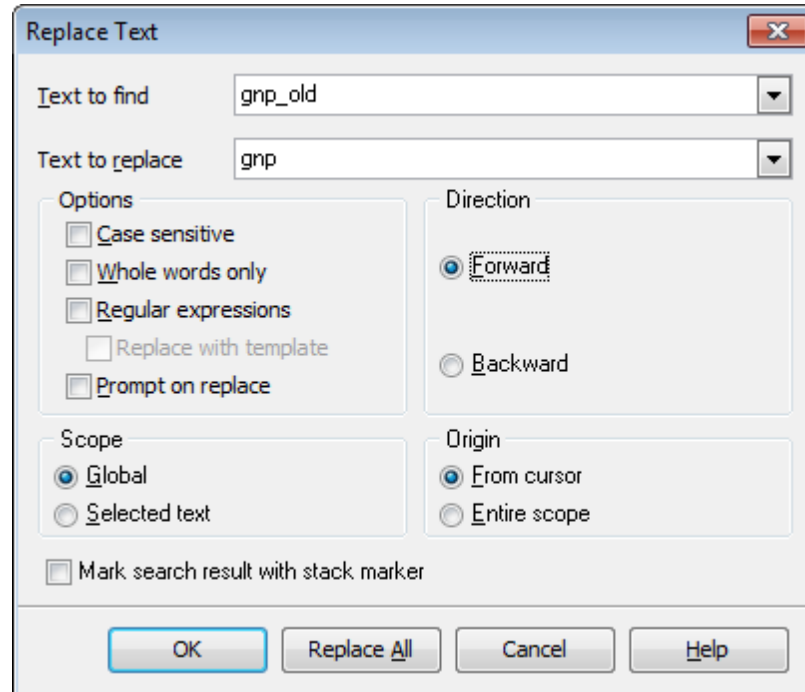 Replace Text
Text to find
gnp_old
Text to replace
gnp
Options
Case sensitive
Whole words only
Regular expressions
Replace with template
Prompt on replace
Direction
Forward
Backward
Scope
Global
Selected text
Origin
From cursor
Entire scope
Mark search result with stack marker
OK
Replace All
Cancel
Help